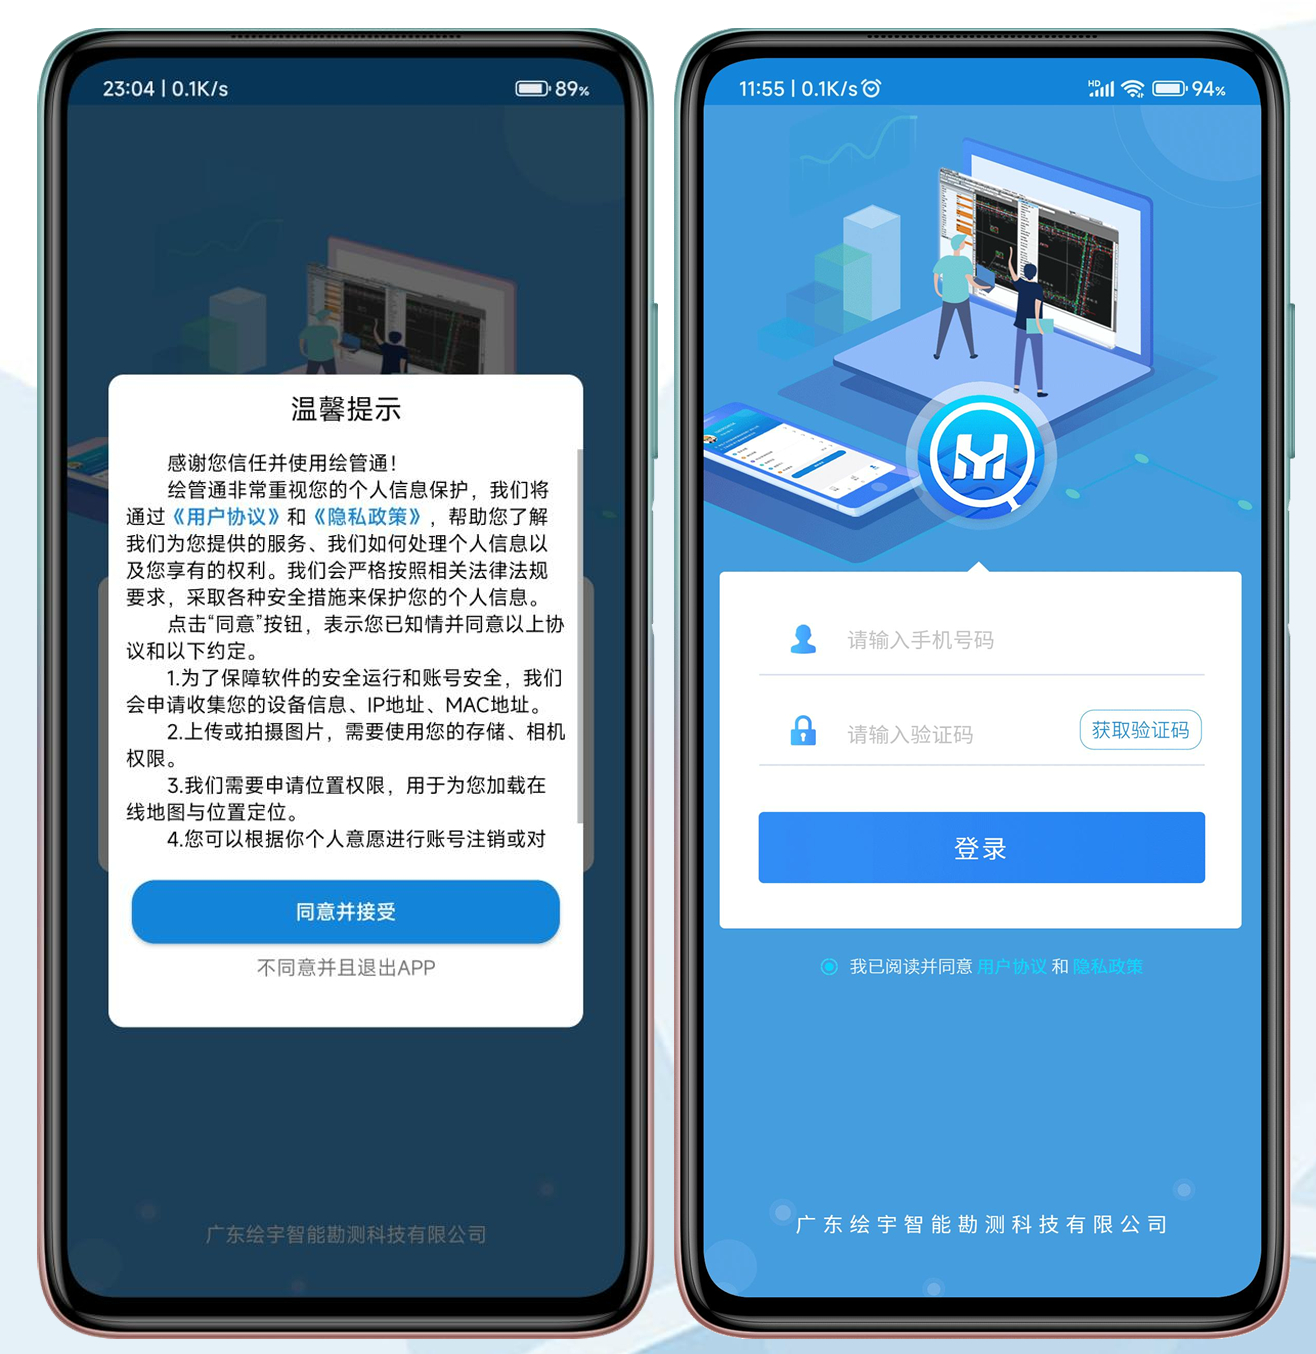 23:04 | 0.1K/s
89%
温馨提示
感谢您信任并使用绘管通！
绘管通非常重视您的个人信息保护，我们将
通过《用户协议》和《隐私政策》，帮助您了解
我们为您提供的服务、我们如何处理个人信息以
及您享有的权利。我们会严格按照相关法律法规
要求，采取各种安全措施来保护您的个人信息。
点击“同意”按钮，表示您已知情并同意以上协
议和以下约定。
1.为了保障软件的安全运行和账号安全，我们
会申请收集您的设备信息、IP地址、MAC地址。
2.上传或拍摄图片，需要使用您的存储、相机
权限。
3.我们需要申请位置权限，用于为您加载在
线地图与位置定位。
4.您可以根据你个人意愿进行账号注销或对
同意并接受
不同意并且退出APP
广东绘宇智能勘测科技有限公司
11:55 | 0.1K/s
HD
94%
请输入手机号码
请输入验证码
获取验证码
登录
我已阅读并同意 用户协议 和 隐私政策
广东绘宇智能勘测科技有限公司